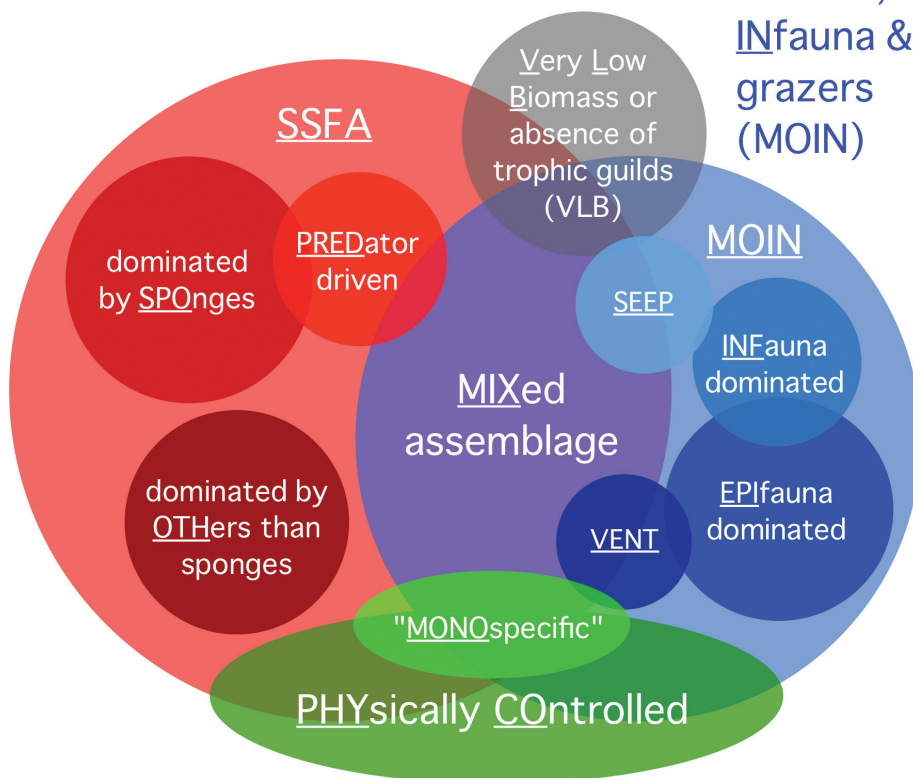 INfauna &
grazers
(MOIN)
Very Low
Biomass or
absence of
trophic guilds
(VLB)
SSFA
MOIN
PREDator
driven
dominated
by SPOnges
SEEP
INFauna
dominated
MIXed
assemblage
dominated by
OTHers than
sponges
EPIfauna
dominated
VENT
"MONOspecific"
PHYsically COntrolled